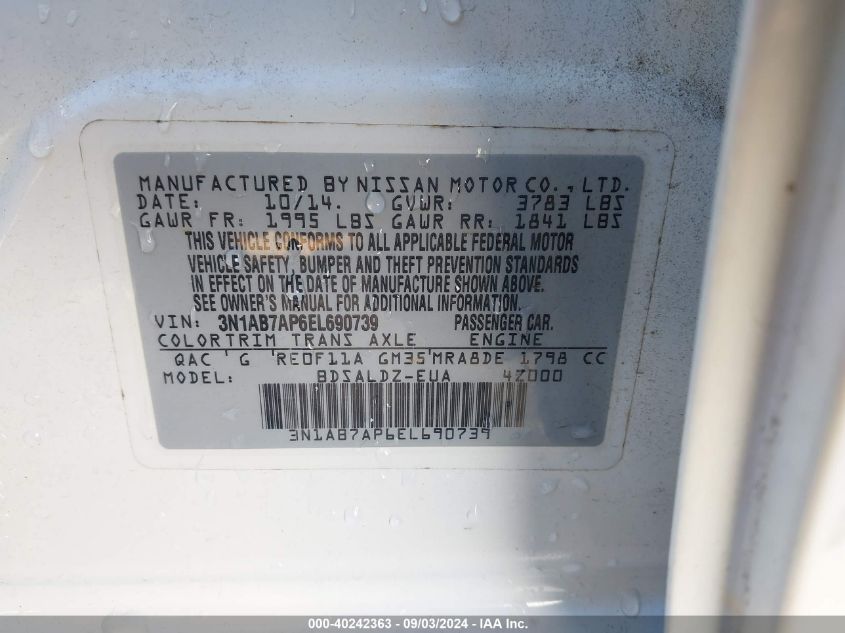 MANUFACTURED BY NISSAN MOTOR CO., LTD.
DATE: 10/14. GVWR: 3783 LBS
GAWR FR: 1995 LBS GAWR RR: 1841 LBS
THIS VEHICLE CONFORMS TO ALL APPLICABLE FEDERAL MOTOR
VEHICLE SAFETY, BUMPER AND THEFT PREVENTION STANDARDS
IN EFFECT ON THE DATE OF MANUFACTURE SHOWN ABOVE.
SEE OWNER'S MANUAL FOR ADDITIONAL INFORMATION.
VIN: 3N1AB7AP6EL690739 PASSENGER CAR.
COLOR TRIM TRANS AXLE ENGINE
QAC 'G 'RE0F11A GM35'MRA8DE 1798 CC
MODEL: BDSALDZ-EUA 4Z000
3N1AB7AP6EL690739
000-40242363 - 09/03/2024 - IAA Inc.